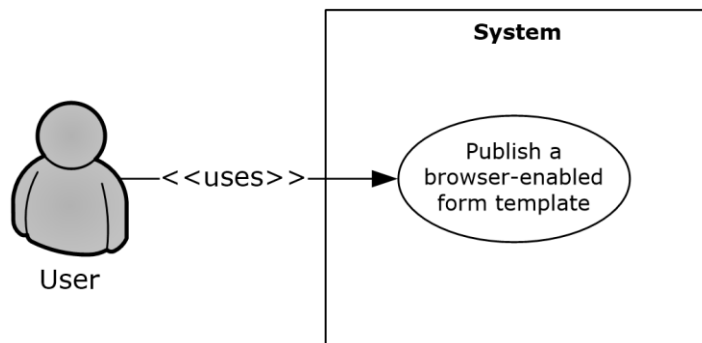 System
Publish a
browser-enabled
form template
<<uses>>
User